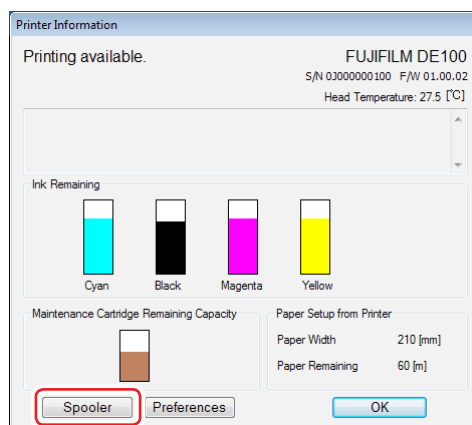 Printer Information
Printing available.
FUJIFILM DE100
S/N 0J000000100 F/W 01.00.02
Head Temperature: 27.5 [℃]
Ink Remaining
Cyan Black Magenta Yellow
Maintenance Cartridge Remaining Capacity
Paper Setup from Printer
Paper Width 210 [mm]
Paper Remaining 60 [m]
Spooler Preferences OK